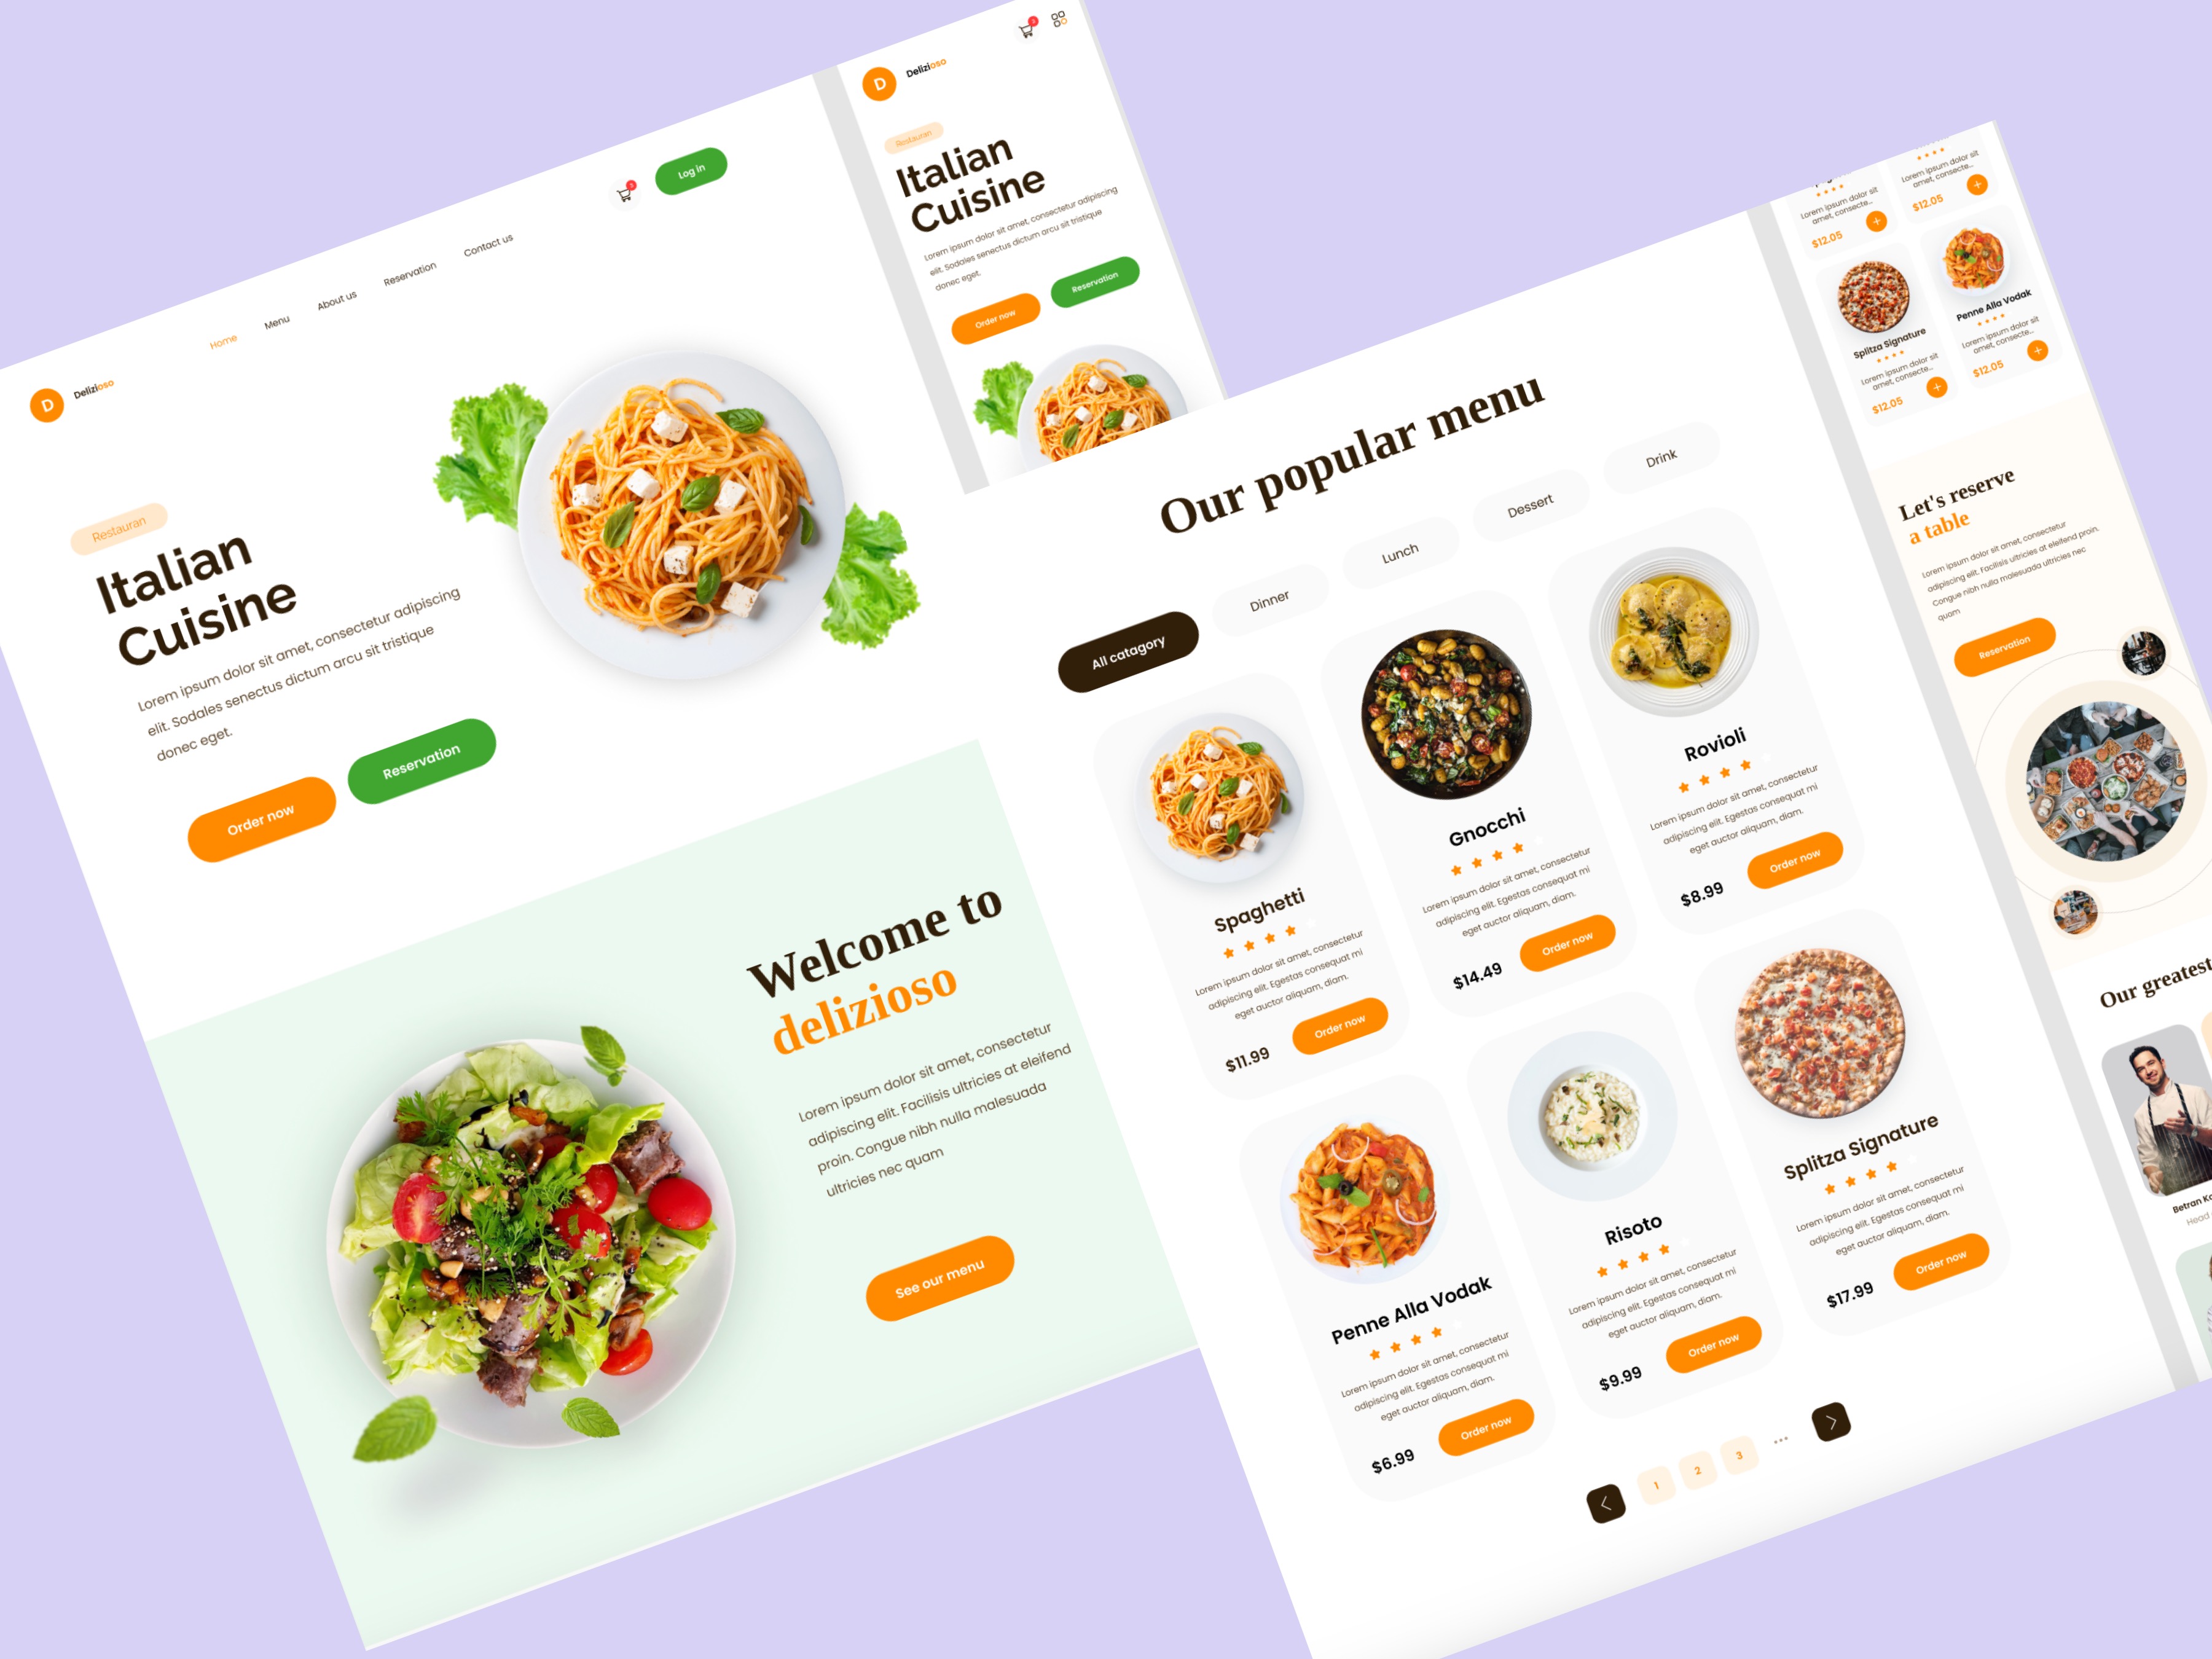 Delizioso
Home
Menu
About us
Reservation
Contact us
3
Log in
Restauran
Italian
Cuisine
Lorem ipsum dolor sit amet, consectetur adipiscing
elit. Sodales senectus dictum arcu sit tristique
donec eget.
Order now
Reservation
Welcome to
delizioso
Lorem ipsum dolor sit amet, consectetur
adipiscing elit. Facilisis ultricies at eleifend
proin. Congue nibh nulla malesuada
ultricies nec quam
See our menu
D
Delizioso
Restauran
Italian
Cuisine
Lorem ipsum dolor sit amet, consectetur adipiscing
elit. Sodales senectus dictum arcu sit tristique
donec eget.
Order now
Reservation
Our popular menu
All catagory
Dinner
Lunch
Dessert
Drink
Spaghetti
Lorem ipsum dolor sit amet, consectetur
adipiscing elit. Egestas consequat mi
eget auctor aliquam, diam.
$11.99
Order now
Gnocchi
Lorem ipsum dolor sit amet, consectetur
adipiscing elit. Egestas consequat mi
eget auctor aliquam, diam.
$14.49
Order now
Rovioli
Lorem ipsum dolor sit amet, consectetur
adipiscing elit. Egestas consequat mi
eget auctor aliquam, diam.
$8.99
Order now
Penne Alla Vodak
Lorem ipsum dolor sit amet, consectetur
adipiscing elit. Egestas consequat mi
eget auctor aliquam, diam.
$6.99
Order now
Risoto
Lorem ipsum dolor sit amet, consectetur
adipiscing elit. Egestas consequat mi
eget auctor aliquam, diam.
$9.99
Order now
Splitza Signature
Lorem ipsum dolor sit amet, consectetur
adipiscing elit. Egestas consequat mi
eget auctor aliquam, diam.
$17.99
Order now
1 2 3 •••
Lorem ipsum dolor sit
amet, consecte...
$12.05
Lorem ipsum dolor sit
amet, consecte...
$12.05
Splitza Signature
Lorem ipsum dolor sit
amet, consecte...
$12.05
Penne Alla Vodak
Lorem ipsum dolor sit
amet, consecte...
$12.05
Let's reserve
a table
Lorem ipsum dolor sit amet, consectetur
adipiscing elit. Facilisis ultricies at eleifend proin.
Congue nibh nulla malesuada ultricies nec
quam
Reservation
Our greatest
Betran Ko
Head